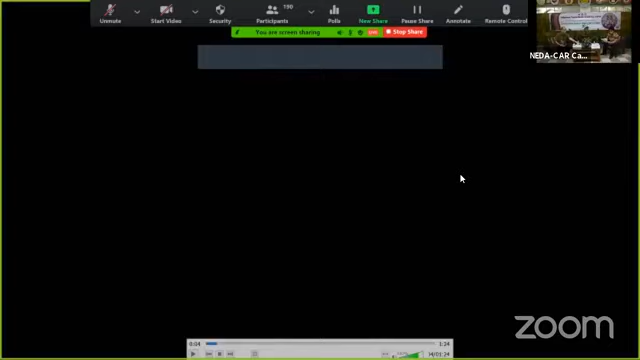 190
Unmute
Start Video
Security
Participants
Polls
New Share
Pause Share
Annotate
Remote Control
You are screen sharing
LIVE
Stop Share
NEDA-CAR Ca...
zoom
0:04
1:24